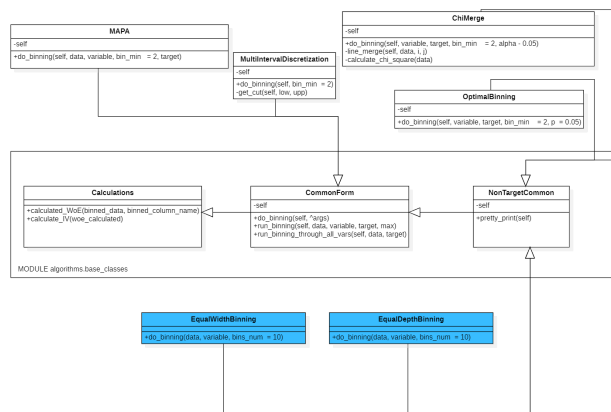 MAPA
-self
+do_binning(self, data, variable, bin_min = 2, target)
MultiIntervalDiscretization
-self
+do_binning(self, bin_min = 2)
-get_cut(self, low, upp)
ChiMerge
-self
+do_binning(self, variable, target, bin_min = 2, alpha - 0.05)
-line_merge(self, data, i, j)
-calculate_chi_square(data)
OptimalBinning
-self
+do_binning(self, variable, target, bin_min = 2, p = 0.05)
Calculations
+calculated_WoE(binned_data, binned_column_name)
+calculate_IV(woe_calculated)
CommonForm
-self
+do_binning(self, ^args)
+run_binning(self, data, variable, target, max)
+run_binning_through_all_vars(self, data, target}
NonTargetCommon
-self
+pretty_print(self)
MODULE algorithms.base_classes
EqualWidthBinning
+do_binning(data, variable, bins_num = 10)
EqualDepthBinning
+do_binning(data, variable, bins_num = 10)